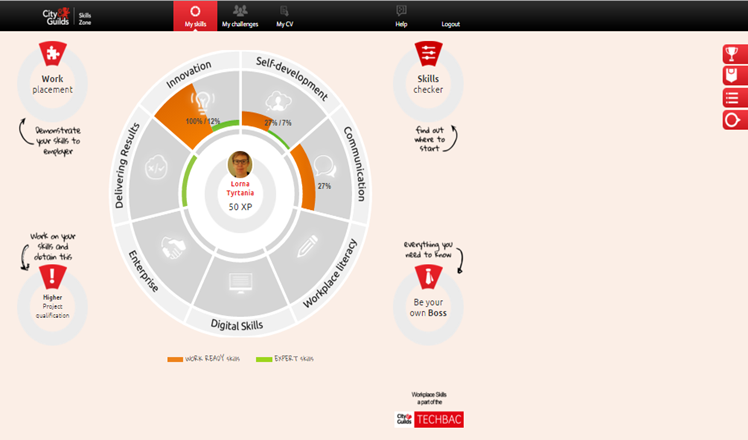 City Guilds
Skills Zone
My skills
My challenges
My CV
Help
Logout
Work
placement
Demonstrate
your skills to
employer
Skills
checker
find out
where to
start
Innovation
Self-development
Communication
Workplace literacy
Digital Skills
Enterprise
Delivering Results
100% / 12%
27% / 7%
27%
Lorna
Tyrtania
50 XP
Work on your
skills and
obtain this
Higher
Project
qualification
everything you
need to know
Be your
own Boss
WORK READY skills
EXPERT skills
Workplace Skills
a part of the
City Guilds
TECHBAC